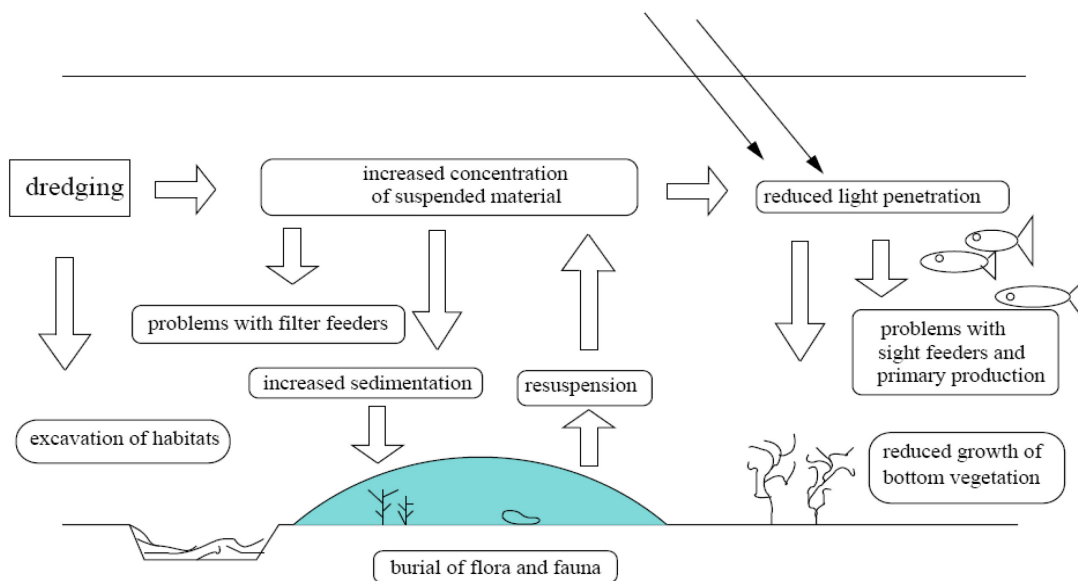 dredging
increased concentration
of suspended material
reduced light penetration
problems with filter feeders
problems with
sight feeders and
primary production
increased sedimentation
resuspension
excavation of habitats
reduced growth of
bottom vegetation
burial of flora and fauna